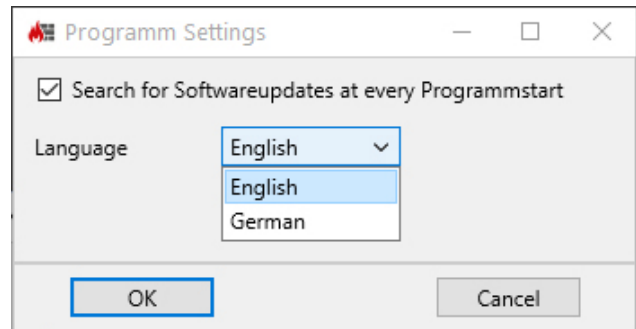 Programm Settings
Search for Softwareupdates at every Programmstart
Language
English
English
German
OK
Cancel